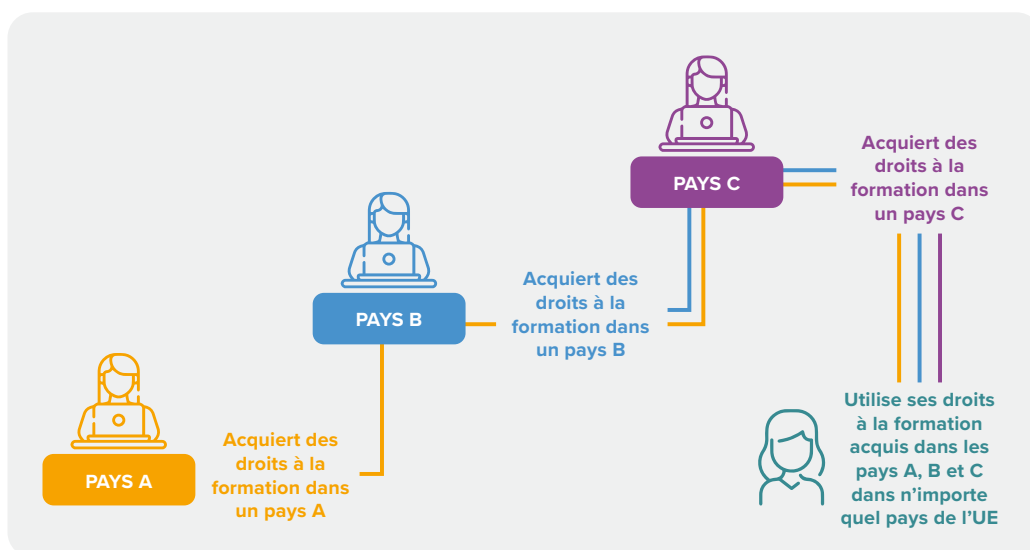 PAYS A
Acquiert des
droits à la
formation dans
un pays A
PAYS B
Acquiert des
droits à la
formation dans
un pays B
PAYS C
Acquiert des
droits à la
formation dans
un pays C
Utilise ses droits
à la formation
acquis dans les
pays A, B et C
dans n’importe
quel pays de l’UE